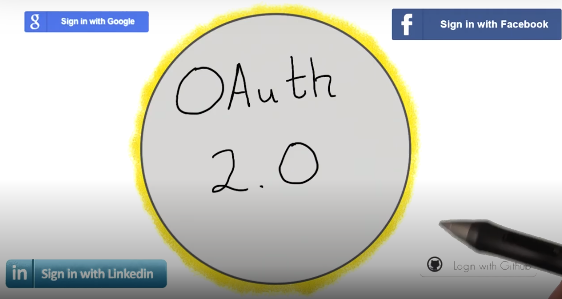 g Sign in with Google
f Sign in with Facebook
OAuth
2.0
in Sign in with Linkedin
Login with Github